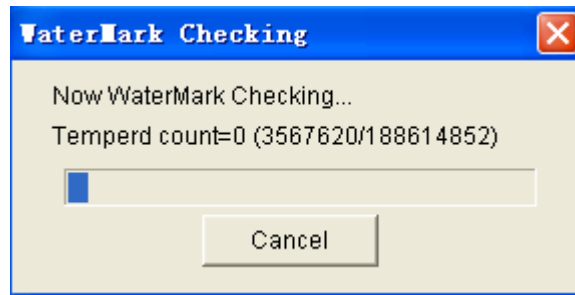 WaterMark Checking
Now WaterMark Checking...
Temperd count=0 (3567620/188614852)
Cancel